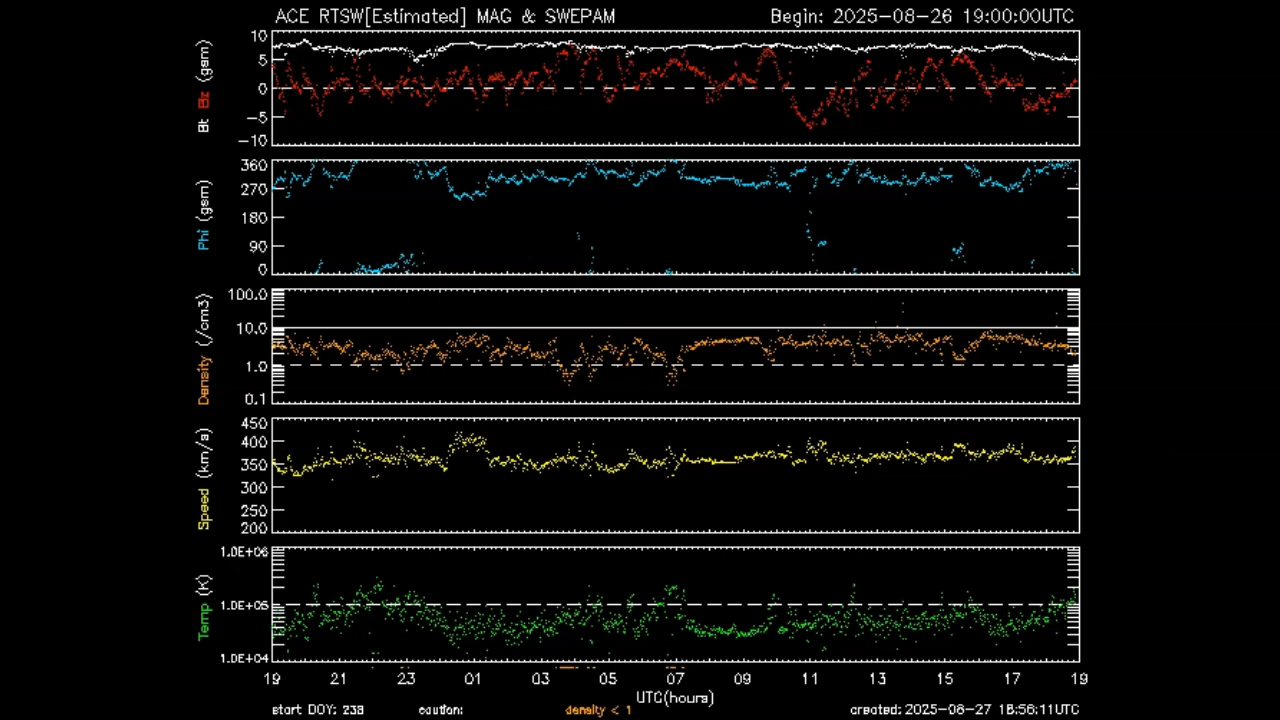 ACE RTSW[Estimated] MAG & SWEPAM
Begin: 2025-08-26 19:00:00UTC
Bt Bz (gsm)
10
5
0
-5
-10
Phi (gsm)
360
270
180
90
0
Density (/cm3)
100.0
10.0
1.0
0.1
Speed (km/s)
450
400
350
300
250
200
Temp (K)
1.0E+06
1.0E+05
1.0E+04
19 21 23 01 03 05 07 09 11 13 15 17 19
UTC(hours)
start DOY: 238 caution: density < 1 created: 2025-08-27 18:56:11UTC